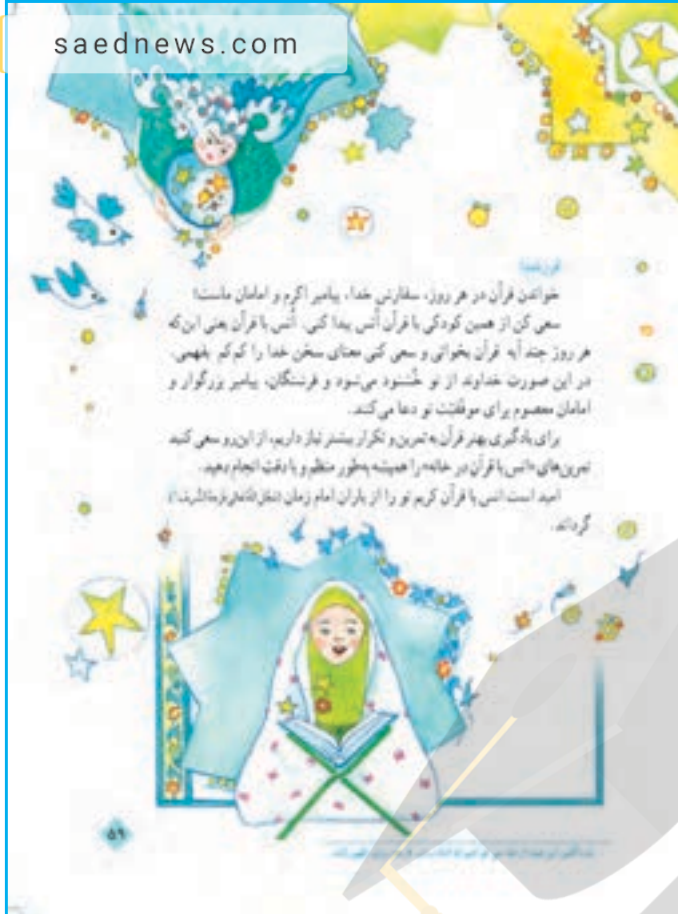 saednews.com
فرزندم!
خواندن قرآن در هر روز، سفارش خدا، پیامبر اکرم و امامان ماست؛
سعی کن از همین کودکی با قرآن اُنس پیدا کنی. اُنس با قرآن یعنی این‌که
هر روز چند آیه قرآن بخوانی و سعی کنی معنای سخن خدا را کم‌کم بفهمی.
در این صورت خداوند از تو خُشنود می‌شود و فرشتگان، پیامبر بزرگوار و
امامان معصوم برای موفقیّت تو دعا می‌کنند.
برای یادگیری بهتر قرآن به تمرین و تکرار بیشتر نیاز داریم، از این‌رو سعی کنید
تمرین‌های «انس با قرآن در خانه» را همیشه به‌طور منظم و با دقت انجام دهید.
امید است انس با قرآن کریم تو را از یاران امام زمان
گرداند.
۵۹